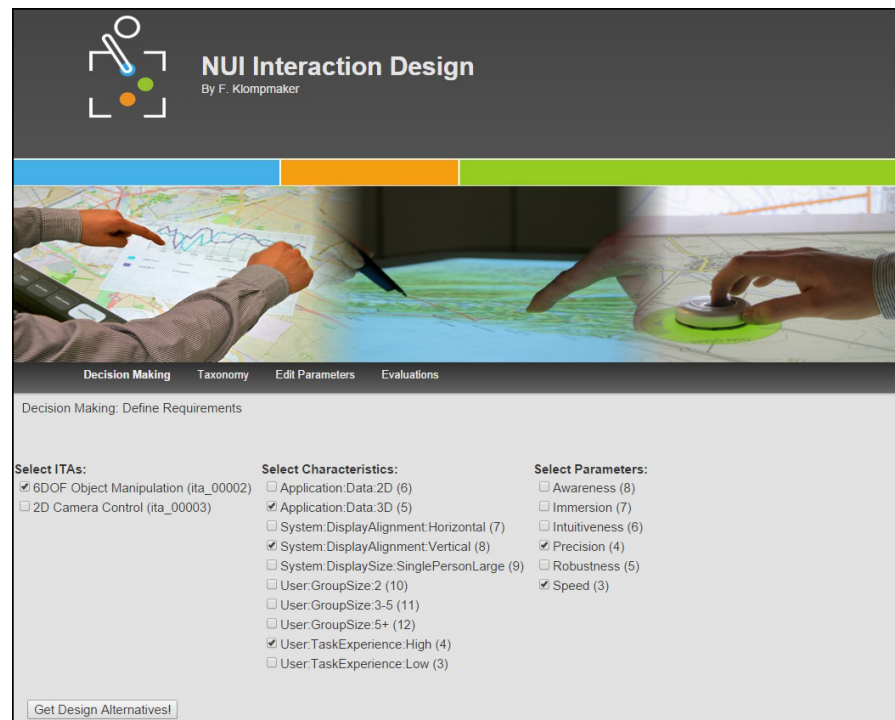 NUI Interaction Design
By F. Klompmaker
Decision Making Taxonomy Edit Parameters Evaluations
Decision Making: Define Requirements
Select ITAs:
6DOF Object Manipulation (ita_00002)
2D Camera Control (ita_00003)
Select Characteristics:
Application:Data:2D (6)
Application:Data:3D (5)
System:DisplayAlignment:Horizontal (7)
System:DisplayAlignment:Vertical (8)
System:DisplaySize:SinglePersonLarge (9)
User:GroupSize:2 (10)
User:GroupSize:3-5 (11)
User:GroupSize:5+ (12)
User:TaskExperience:High (4)
User:TaskExperience:Low (3)
Select Parameters:
Awareness (8)
Immersion (7)
Intuitiveness (6)
Precision (4)
Robustness (5)
Speed (3)
Get Design Alternatives!